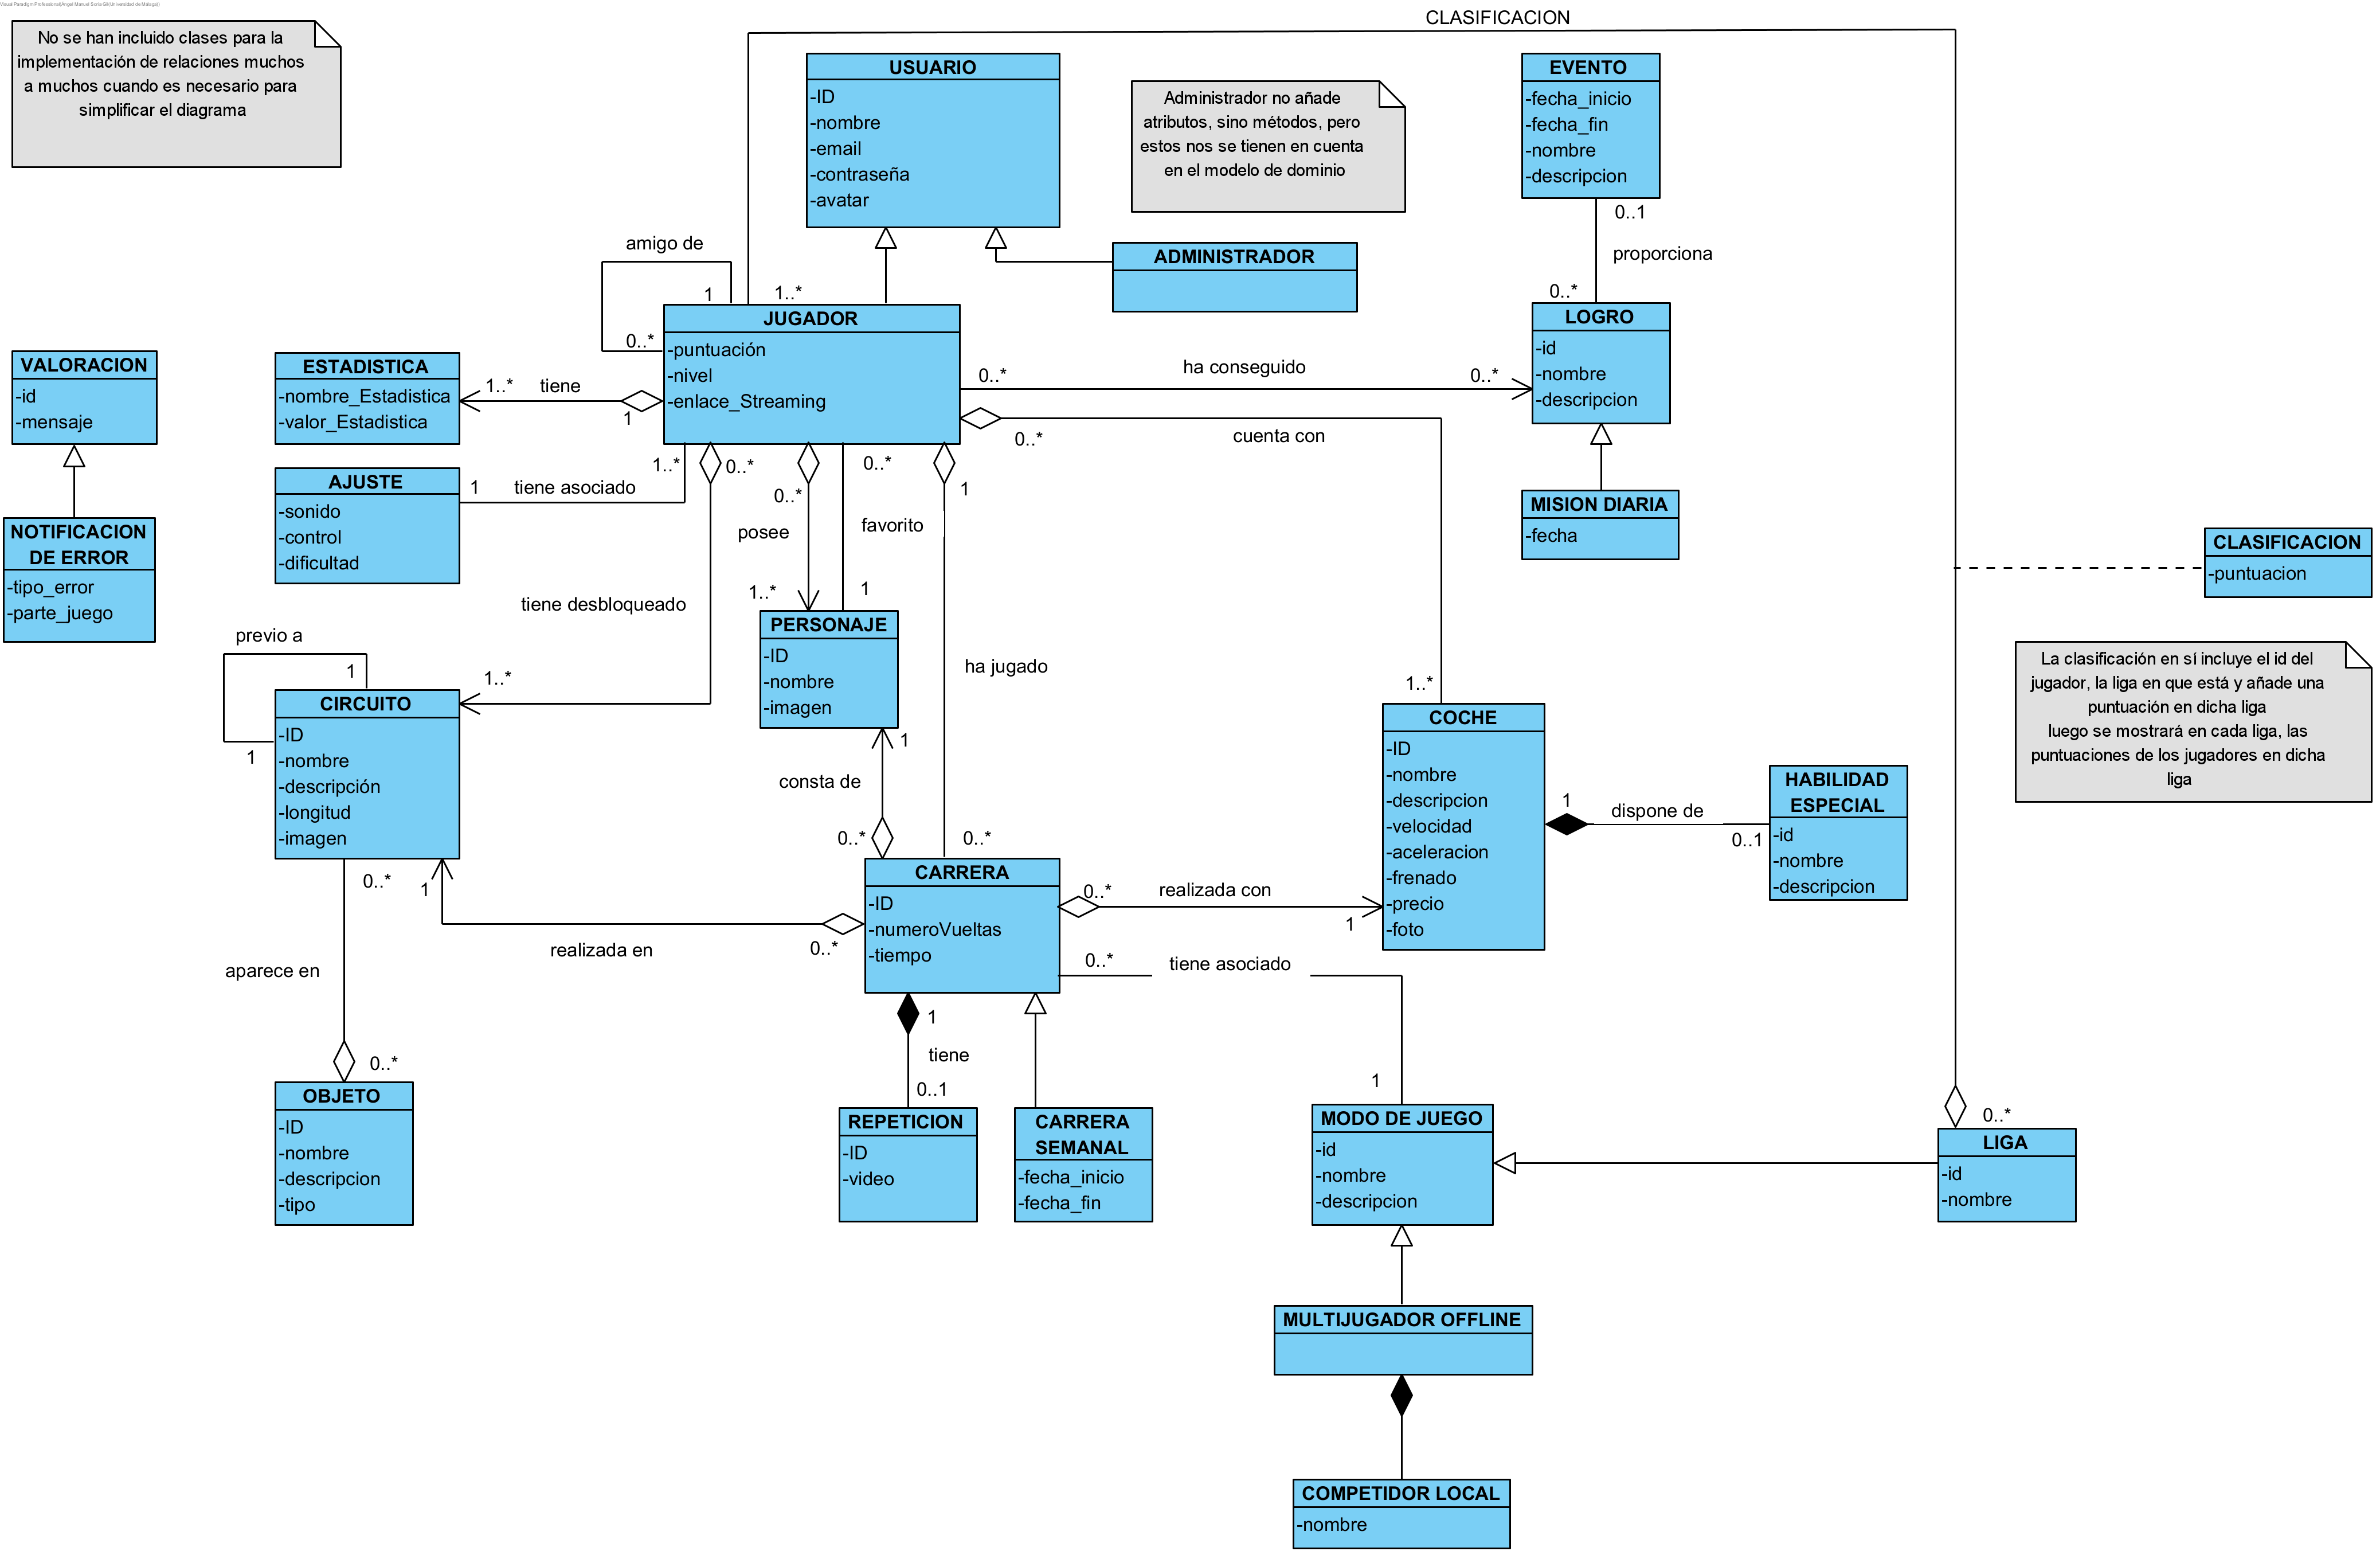 Visual Paradigm Professional(Ángel Manuel Soria Gil(Universidad de Málaga))
CLASIFICACION
No se han incluido clases para la
implementación de relaciones muchos
a muchos cuando es necesario para
simplificar el diagrama
USUARIO
-ID
-nombre
-email
-contraseña
-avatar
Administrador no añade
atributos, sino métodos, pero
estos nos se tienen en cuenta
en el modelo de dominio
EVENTO
-fecha_inicio
-fecha_fin
-nombre
-descripcion
0..1
proporciona
0..*
ADMINISTRADOR
amigo de
1
0..*
1..*
JUGADOR
-puntuación
-nivel
-enlace_Streaming
LOGRO
-id
-nombre
-descripcion
0..*
ha conseguido
0..*
VALORACION
-id
-mensaje
ESTADISTICA
-nombre_Estadistica
-valor_Estadistica
1..*
tiene
1
0..*
cuenta con
1..*
AJUSTE
-sonido
-control
-dificultad
1
tiene asociado
1..*
0..*
tiene desbloqueado
1..*
0..*
posee
1..*
0..*
favorito
1
1
ha jugado
0..*
MISION DIARIA
-fecha
NOTIFICACION
DE ERROR
-tipo_error
-parte_juego
CLASIFICACION
-puntuacion
PERSONAJE
-ID
-nombre
-imagen
previo a
1
1
CIRCUITO
-ID
-nombre
-descripción
-longitud
-imagen
La clasificación en sí incluye el id del
jugador, la liga en que está y añade una
puntuación en dicha liga
luego se mostrará en cada liga, las
puntuaciones de los jugadores en dicha
liga
COCHE
-ID
-nombre
-descripcion
-velocidad
-aceleracion
-frenado
-precio
-foto
1
dispone de
0..1
HABILIDAD
ESPECIAL
-id
-nombre
-descripcion
1
consta de
0..*
CARRERA
-ID
-numeroVueltas
-tiempo
0..*
realizada con
1
0..*
1
realizada en
0..*
aparece en
0..*
0..*
tiene asociado
1
1
tiene
0..1
OBJETO
-ID
-nombre
-descripcion
-tipo
REPETICION
-ID
-video
CARRERA
SEMANAL
-fecha_inicio
-fecha_fin
MODO DE JUEGO
-id
-nombre
-descripcion
0..*
LIGA
-id
-nombre
MULTIJUGADOR OFFLINE
COMPETIDOR LOCAL
-nombre